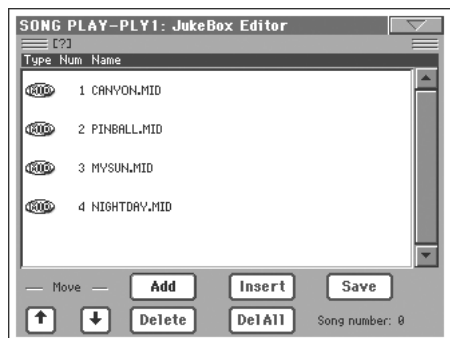 SONG PLAY-PLY1: JukeBox Editor
[?]
Type Num Name
1 CANYON.MID
2 PINBALL.MID
3 MYSUN.MID
4 NIGHTDAY.MID
Move Add Insert Save
Delete DelAll Song number: 0